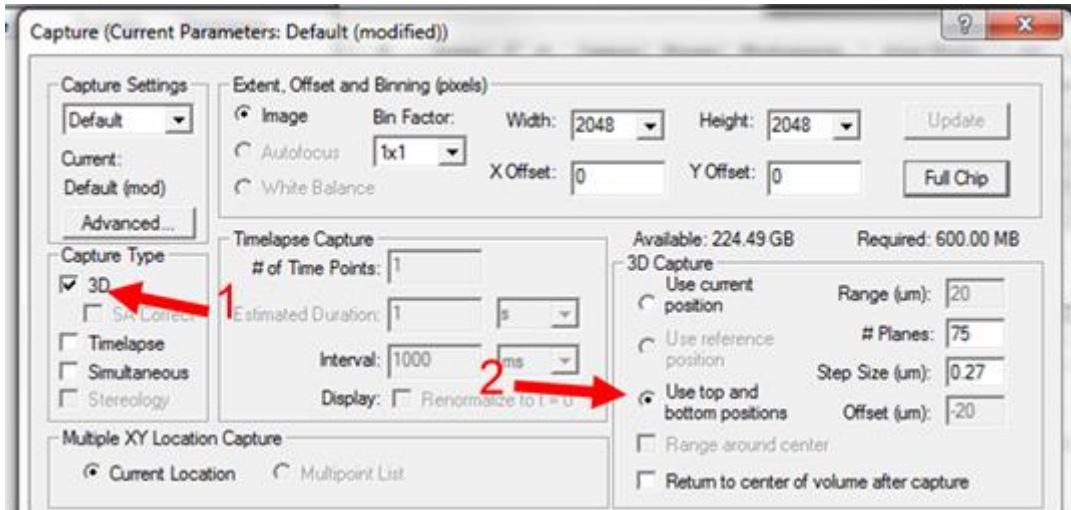 Capture (Current Parameters: Default (modified))
Capture Settings
Default
Current:
Default (mod)
Advanced...
Extent, Offset and Binning (pixels)
Image
Autofocus
White Balance
Bin Factor:
1x1
Width: 2048
Height: 2048
Update
X Offset: 0
Y Offset: 0
Full Chip
Capture Type
3D
1
SA Correct
Timelapse
Simultaneous
Stereology
Timelapse Capture
# of Time Points: 1
Estimated Duration: 1 s
Interval: 1000 ms
2
Display: Renormalize to t = 0
Available: 224.49 GB Required: 600.00 MB
3D Capture
Use current
position
Use reference
position
Use top and
bottom positions
Range (um): 20
# Planes: 75
Step Size (um): 0.27
Offset (um): -20
Range around center
Return to center of volume after capture
Multiple XY Location Capture
Current Location
Multipoint List